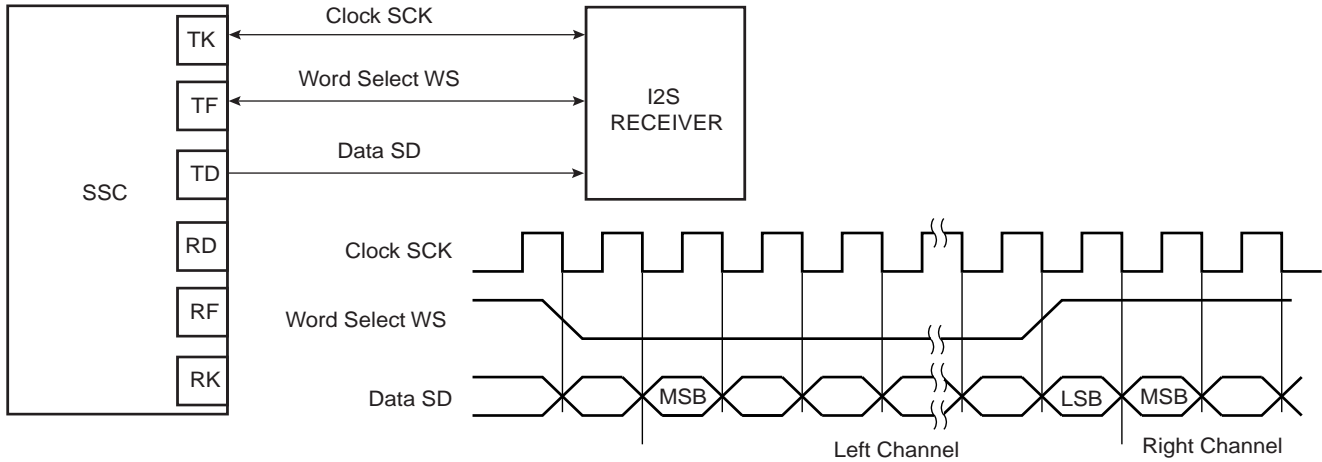 Clock SCK
TK
Word Select WS
TF
I2S
RECEIVER
Data SD
TD
SSC
RD
RF
RK
Clock SCK
Word Select WS
Data SD
MSB
LSB
MSB
Left Channel
Right Channel